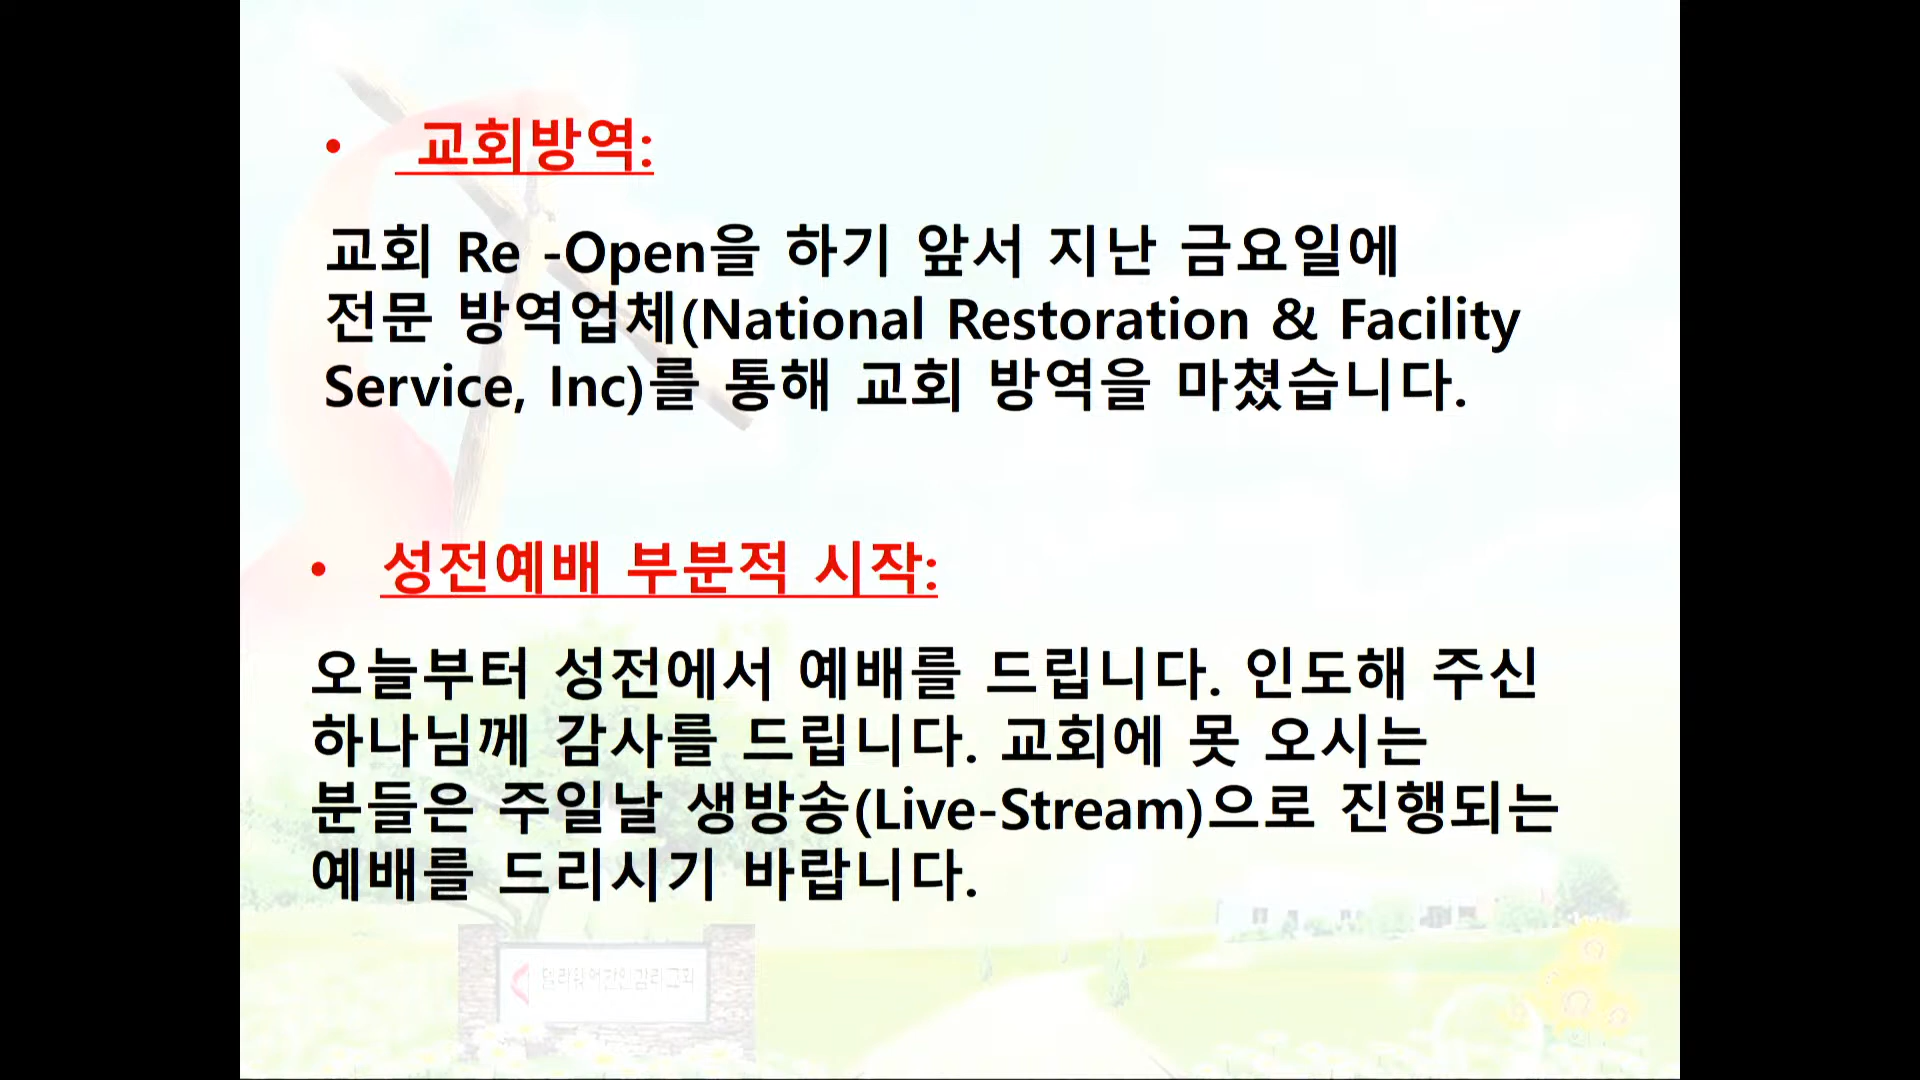 • 교회방역:
교회 Re -Open을 하기 앞서 지난 금요일에
전문 방역업체(National Restoration & Facility
Service, Inc)를 통해 교회 방역을 마쳤습니다.
• 성전예배 부분적 시작:
오늘부터 성전에서 예배를 드립니다. 인도해 주신
하나님께 감사를 드립니다. 교회에 못 오시는
분들은 주일날 생방송(Live-Stream)으로 진행되는
예배를 드리시기 바랍니다.